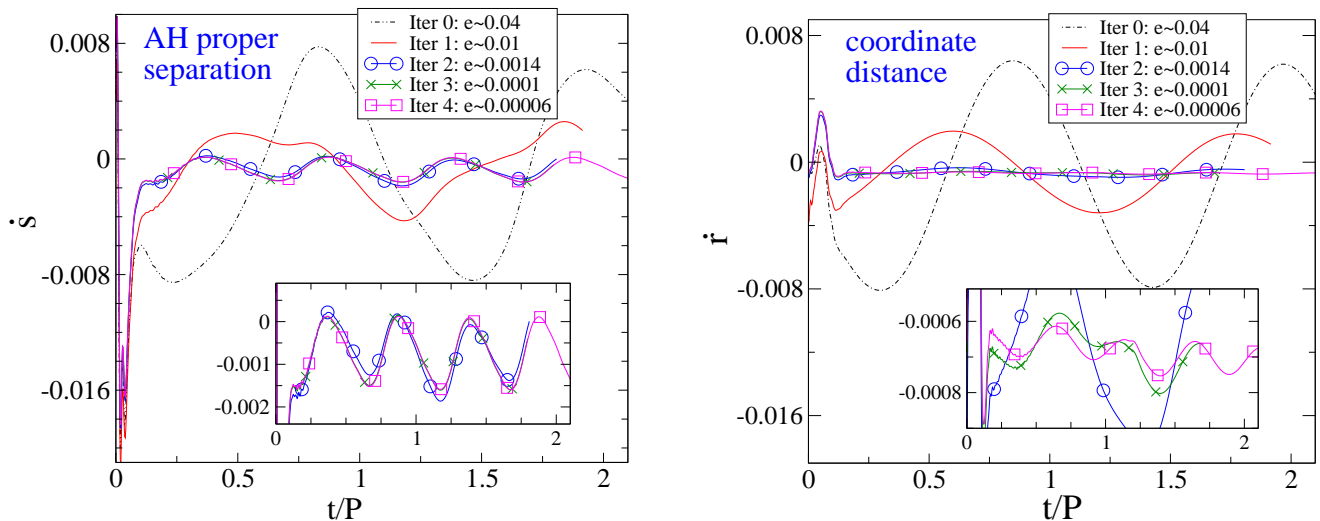 AH proper
separation
Iter 0: e~0.04
Iter 1: e~0.01
Iter 2: e~0.0014
Iter 3: e~0.0001
Iter 4: e~0.00006
0.008
0
-0.008
-0.016
ṡ
0
-0.001
-0.002
0
1
2
0
0.5
1
1.5
2
t/P
coordinate
distance
Iter 0: e~0.04
Iter 1: e~0.01
Iter 2: e~0.0014
Iter 3: e~0.0001
Iter 4: e~0.00006
0.008
0
-0.008
-0.016
ṙ
-0.0006
-0.0008
0
1
2
0
0.5
1
1.5
2
t/P